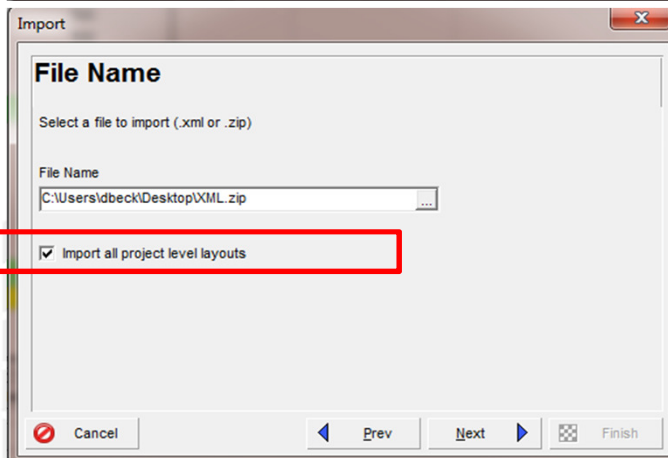 Import
File Name
Select a file to import (.xml or .zip)
File Name
C:\Users\dbeck\Desktop\XML.zip
...
Import all project level layouts
Cancel
Prev
Next
Finish